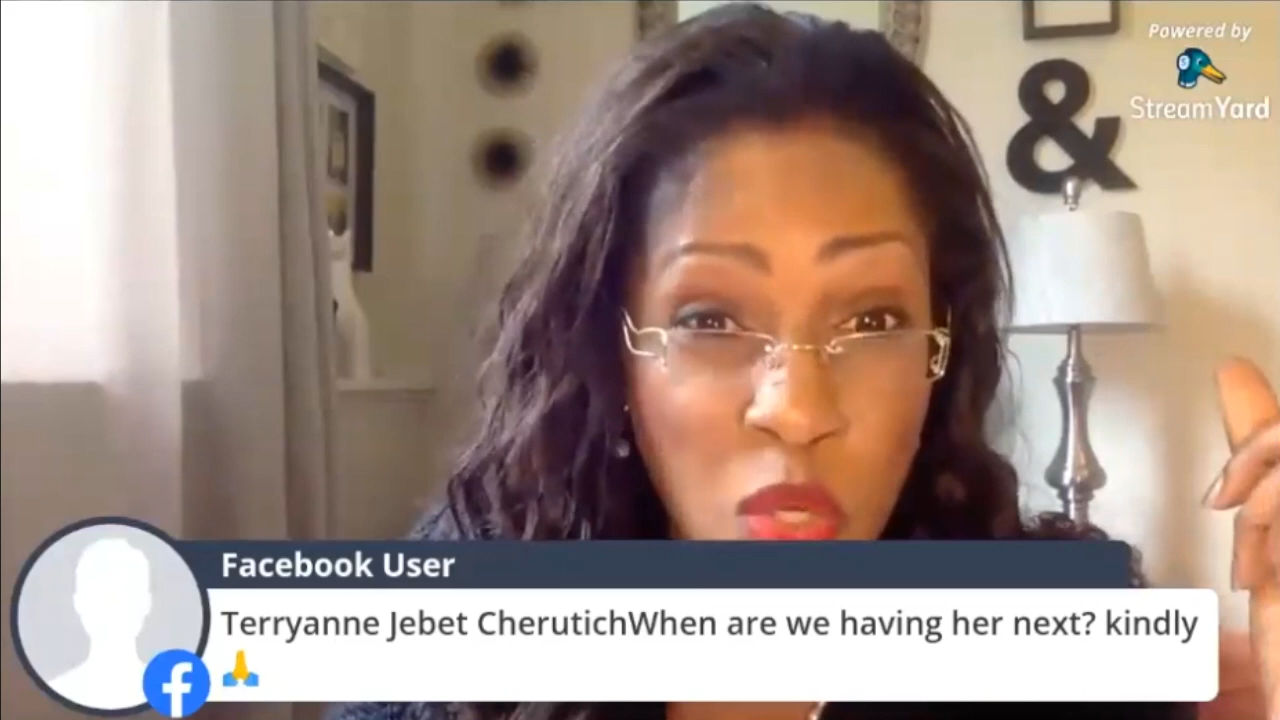 Powered by
StreamYard
&
Facebook User
Terryanne Jebet CherutichWhen are we having her next? kindly
🙏